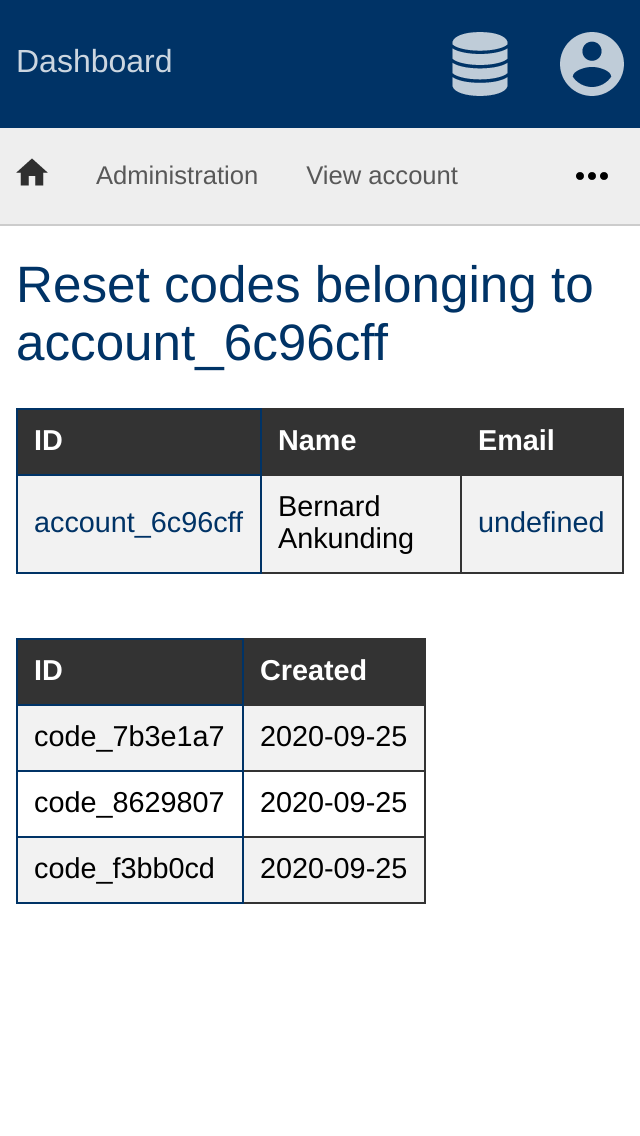 Dashboard
Administration View account
Reset codes belonging to
account_6c96cff
ID Name Email
account_6c96cff Bernard Ankunding undefined
ID Created
code_7b3e1a7 2020-09-25
code_8629807 2020-09-25
code_f3bb0cd 2020-09-25